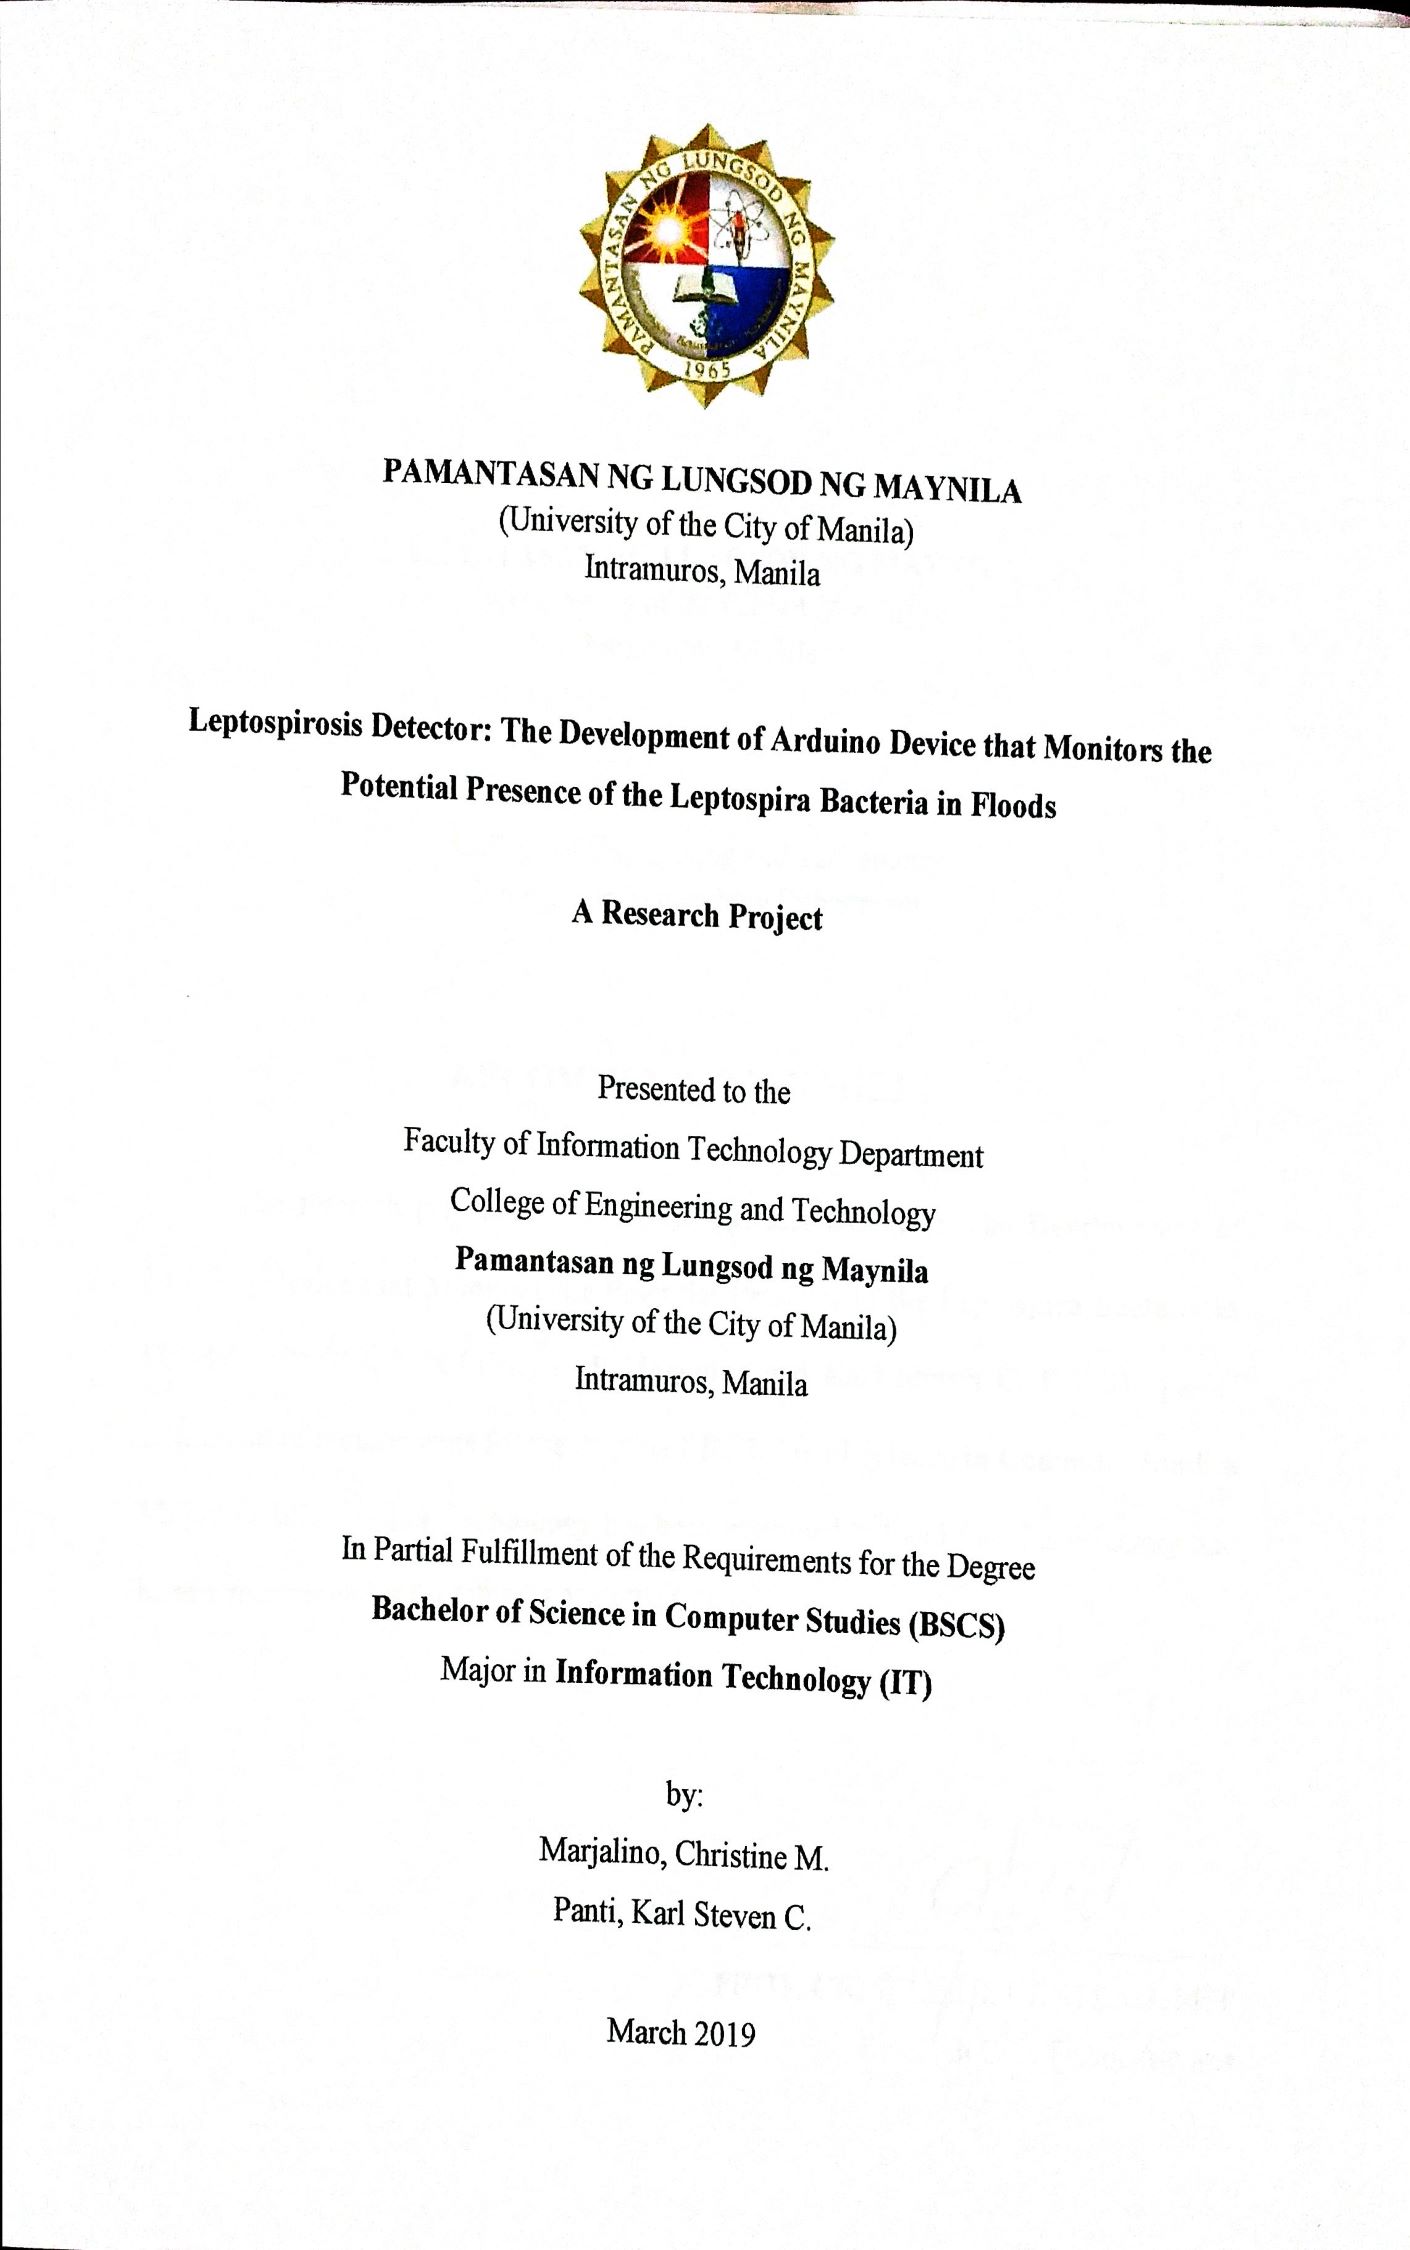 PAMANTASAN NG LUNGSOD NG MAYNILA
1965
PAMANTASAN NG LUNGSOD NG MAYNILA
(University of the City of Manila)
Intramuros, Manila
Leptospirosis Detector: The Development of Arduino Device that Monitors the
Potential Presence of the Leptospira Bacteria in Floods
A Research Project
Presented to the
Faculty of Information Technology Department
College of Engineering and Technology
Pamantasan ng Lungsod ng Maynila
(University of the City of Manila)
Intramuros, Manila
In Partial Fulfillment of the Requirements for the Degree
Bachelor of Science in Computer Studies (BSCS)
Major in Information Technology (IT)
by:
Marjalino, Christine M.
Panti, Karl Steven C.
March 2019